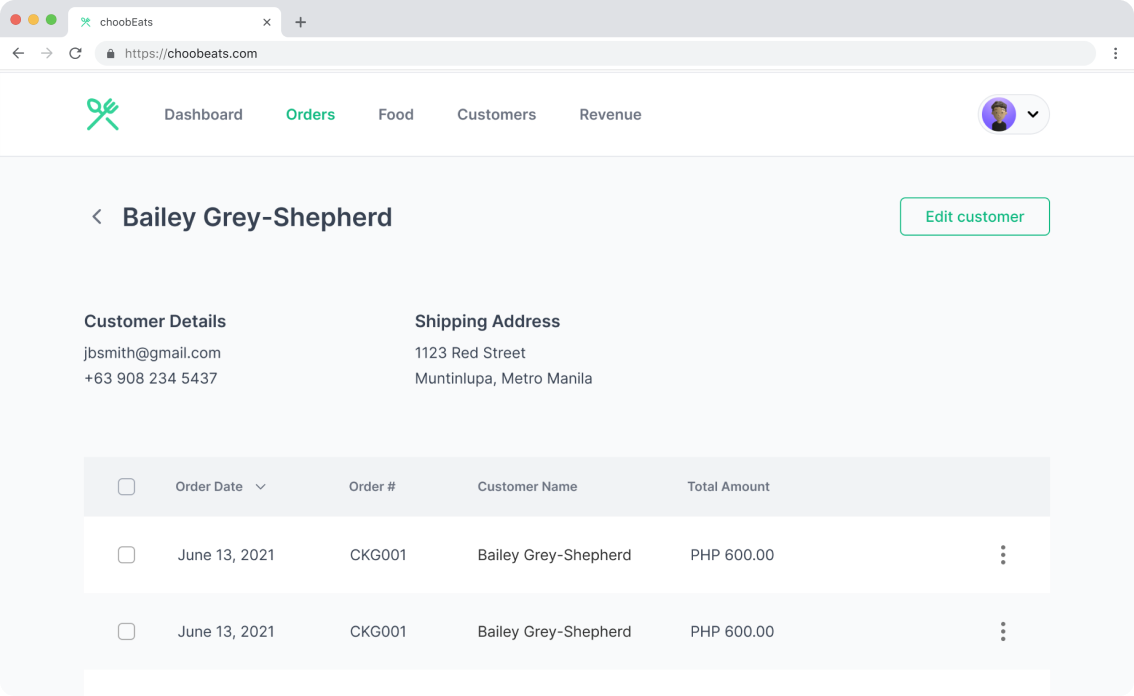 choobEats
https://choobeats.com
Dashboard Orders Food Customers Revenue
Bailey Grey-Shepherd
Edit customer
Customer Details
jbsmith@gmail.com
+63 908 234 5437
Shipping Address
1123 Red Street
Muntinlupa, Metro Manila
Order Date Order # Customer Name Total Amount
June 13, 2021 CKG001 Bailey Grey-Shepherd PHP 600.00
June 13, 2021 CKG001 Bailey Grey-Shepherd PHP 600.00